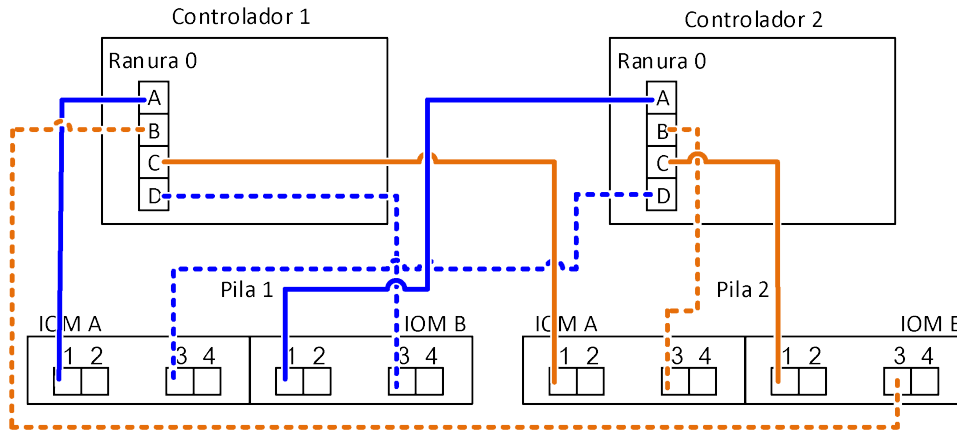 Controlador 1
Controlador 2
Ranura 0
Ranura 0
A
B
C
D
A
B
C
D
Pila 1
Pila 2
IOM A
IOM B
IOM A
IOM B
1 2
3 4
1 2
3 4
1 2
3 4
1 2
3 4